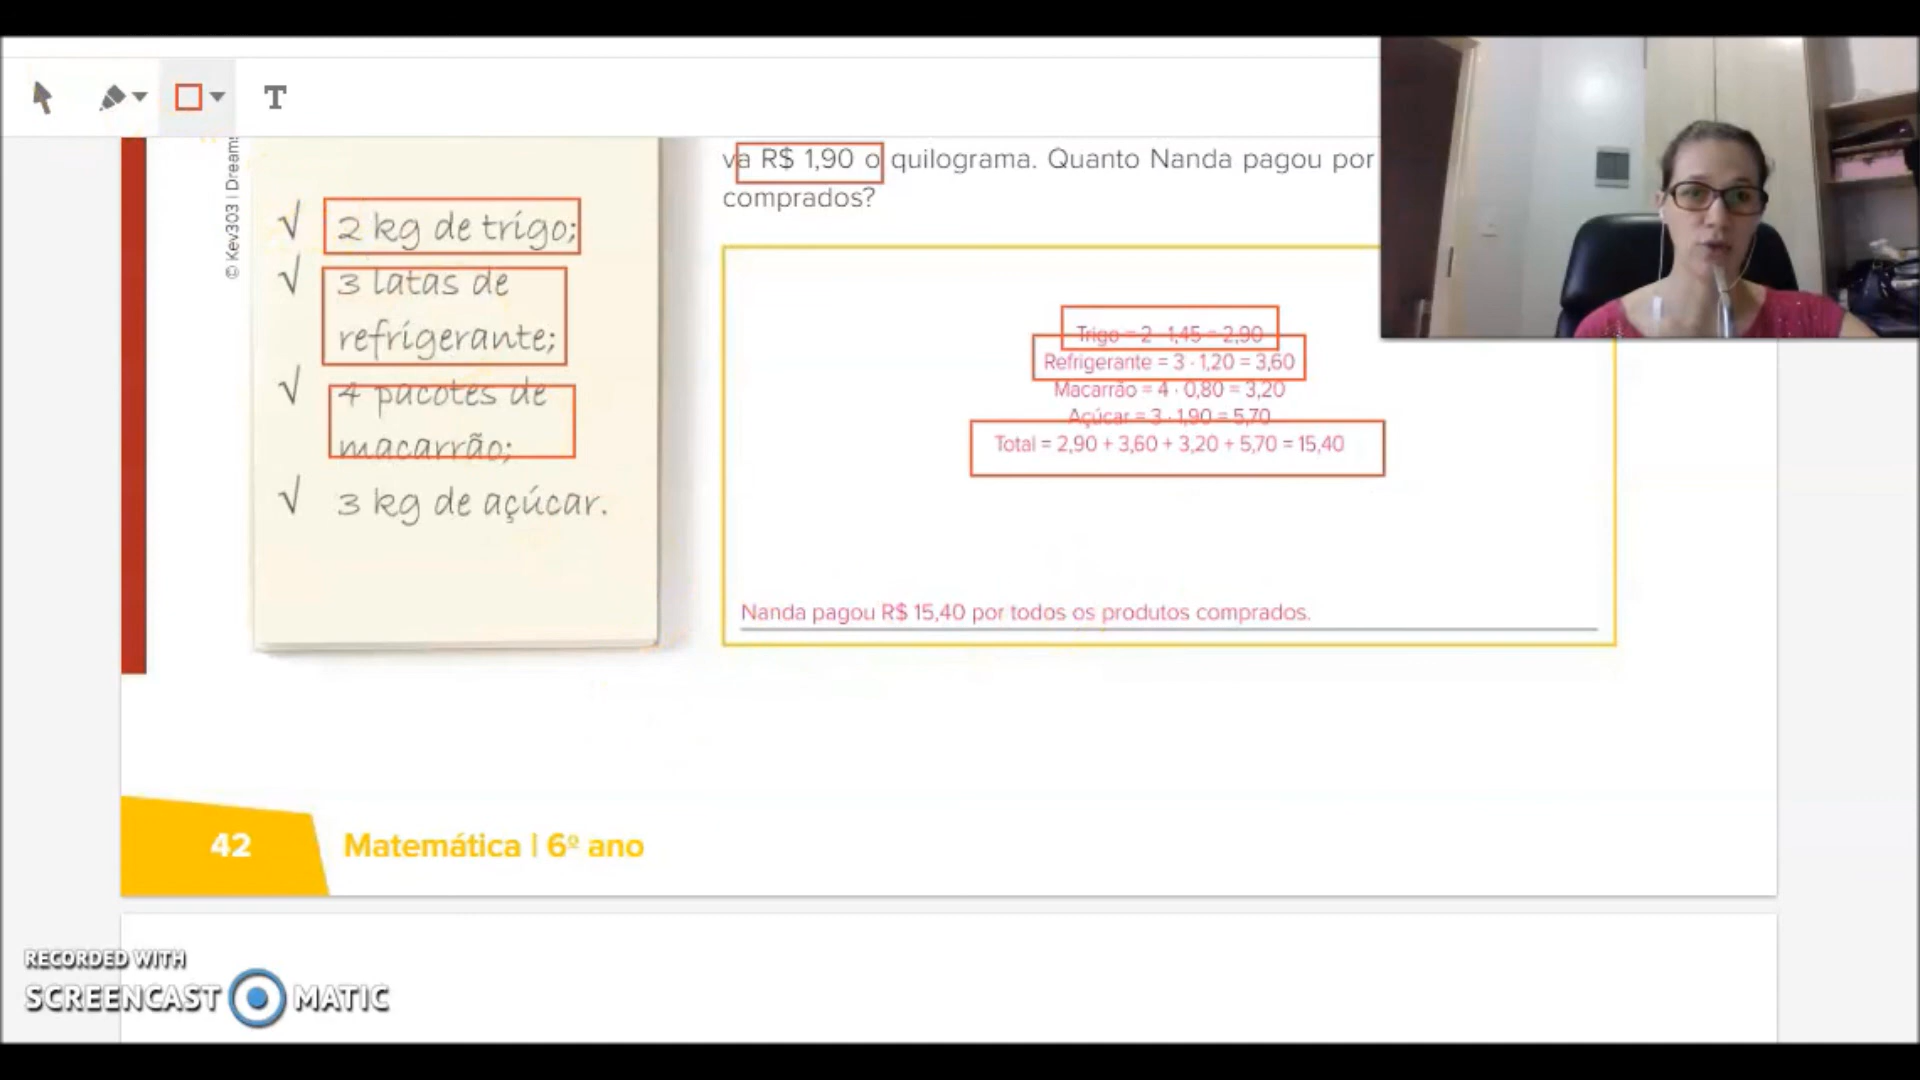 T
va R$ 1,90 o quilograma. Quanto Nanda pagou por
comprados?
© Kev303 | Dream
√ 2 kg de trigo;
√ 3 latas de
refrigerante;
√ 4 pacotes de
macarrão;
√ 3 kg de açúcar.
Trigo = 2 · 1,45 = 2,90
Refrigerante = 3 · 1,20 = 3,60
Macarrão = 4 · 0,80 = 3,20
Açúcar = 3 · 1,90 = 5,70
Total = 2,90 + 3,60 + 3,20 + 5,70 = 15,40
Nanda pagou R$ 15,40 por todos os produtos comprados.
42 Matemática | 6º ano
RECORDED WITH
SCREENCAST MATIC